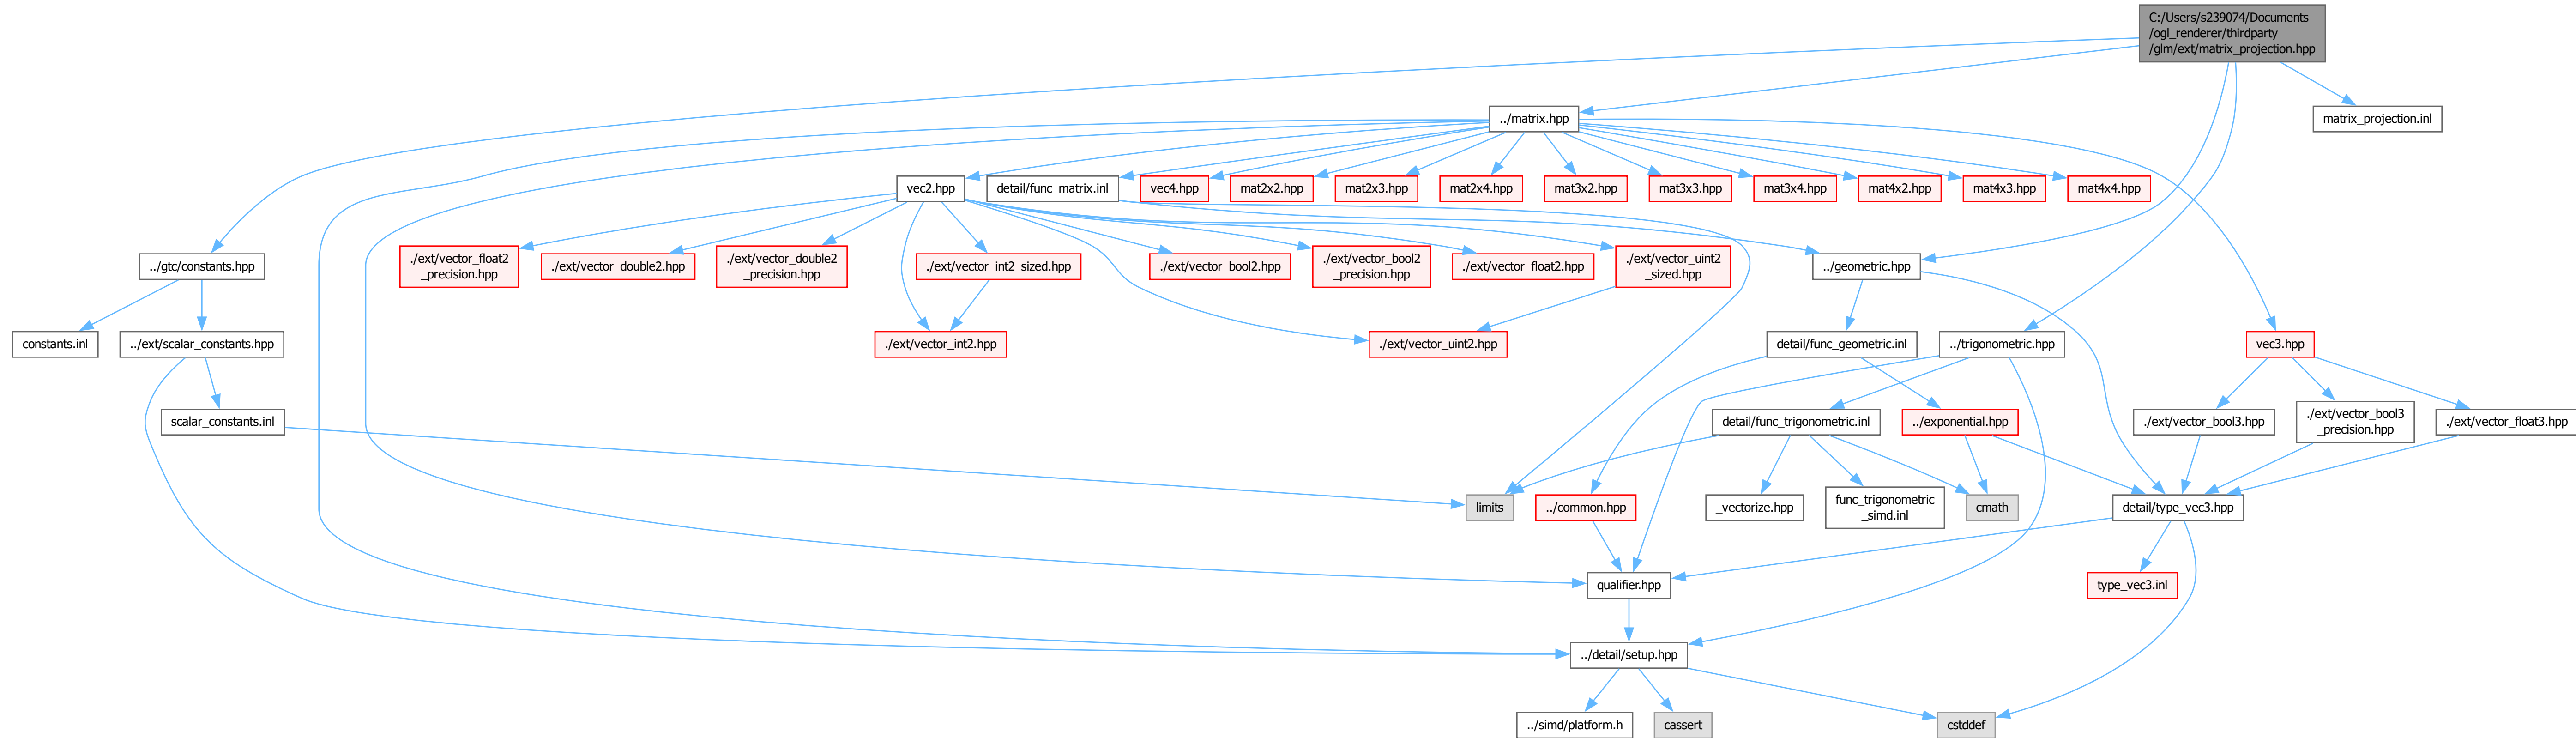 C:/Users/s239074/Documents
/ogl_renderer/thirdparty
/glm/ext/matrix_projection.hpp
../matrix.hpp
matrix_projection.inl
vec2.hpp
detail/func_matrix.inl
vec4.hpp
mat2x2.hpp
mat2x3.hpp
mat2x4.hpp
mat3x2.hpp
mat3x3.hpp
mat3x4.hpp
mat4x2.hpp
mat4x3.hpp
mat4x4.hpp
../gtc/constants.hpp
./ext/vector_float2
_precision.hpp
./ext/vector_double2.hpp
./ext/vector_double2
_precision.hpp
./ext/vector_int2_sized.hpp
./ext/vector_bool2.hpp
./ext/vector_bool2
_precision.hpp
./ext/vector_float2.hpp
./ext/vector_uint2
_sized.hpp
../geometric.hpp
constants.inl
../ext/scalar_constants.hpp
./ext/vector_int2.hpp
./ext/vector_uint2.hpp
detail/func_geometric.inl
../trigonometric.hpp
vec3.hpp
scalar_constants.inl
detail/func_trigonometric.inl
../exponential.hpp
./ext/vector_bool3.hpp
./ext/vector_bool3
_precision.hpp
./ext/vector_float3.hpp
limits
../common.hpp
_vectorize.hpp
func_trigonometric
_simd.inl
cmath
detail/type_vec3.hpp
qualifier.hpp
type_vec3.inl
../detail/setup.hpp
../simd/platform.h
cassert
cstddef